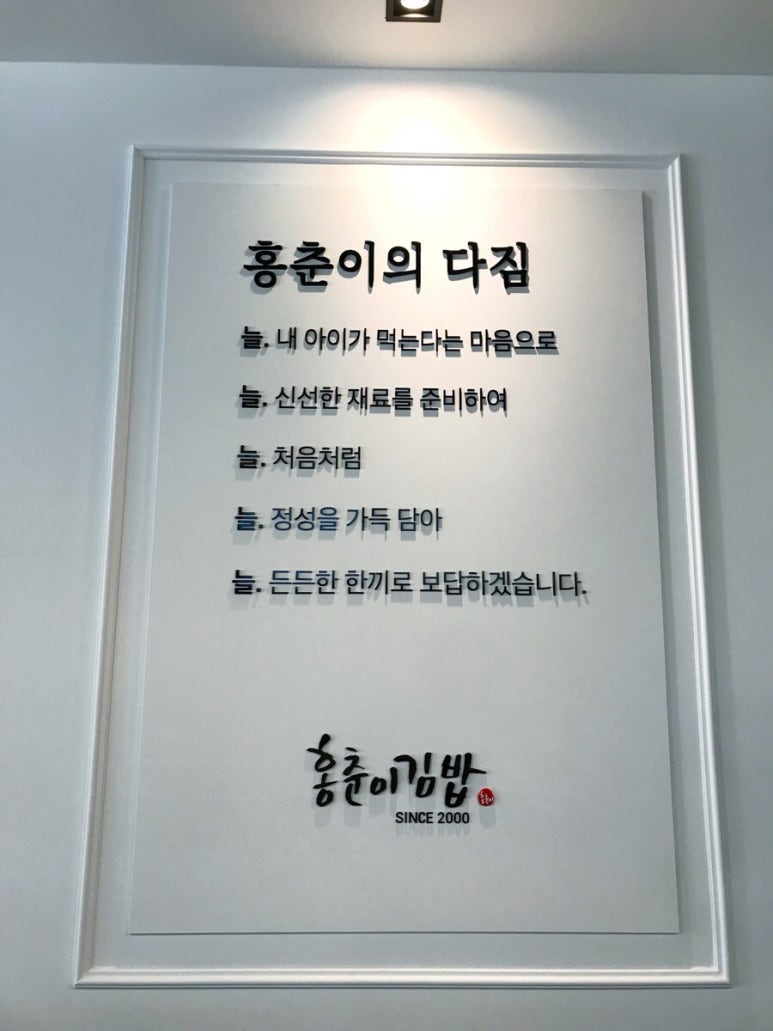 홍춘이의 다짐
늘. 내 아이가 먹는다는 마음으로
늘. 신선한 재료를 준비하여
늘. 처음처럼
늘. 정성을 가득 담아
늘. 든든한 한끼로 보답하겠습니다.
홍춘이김밥
홍춘이
SINCE 2000